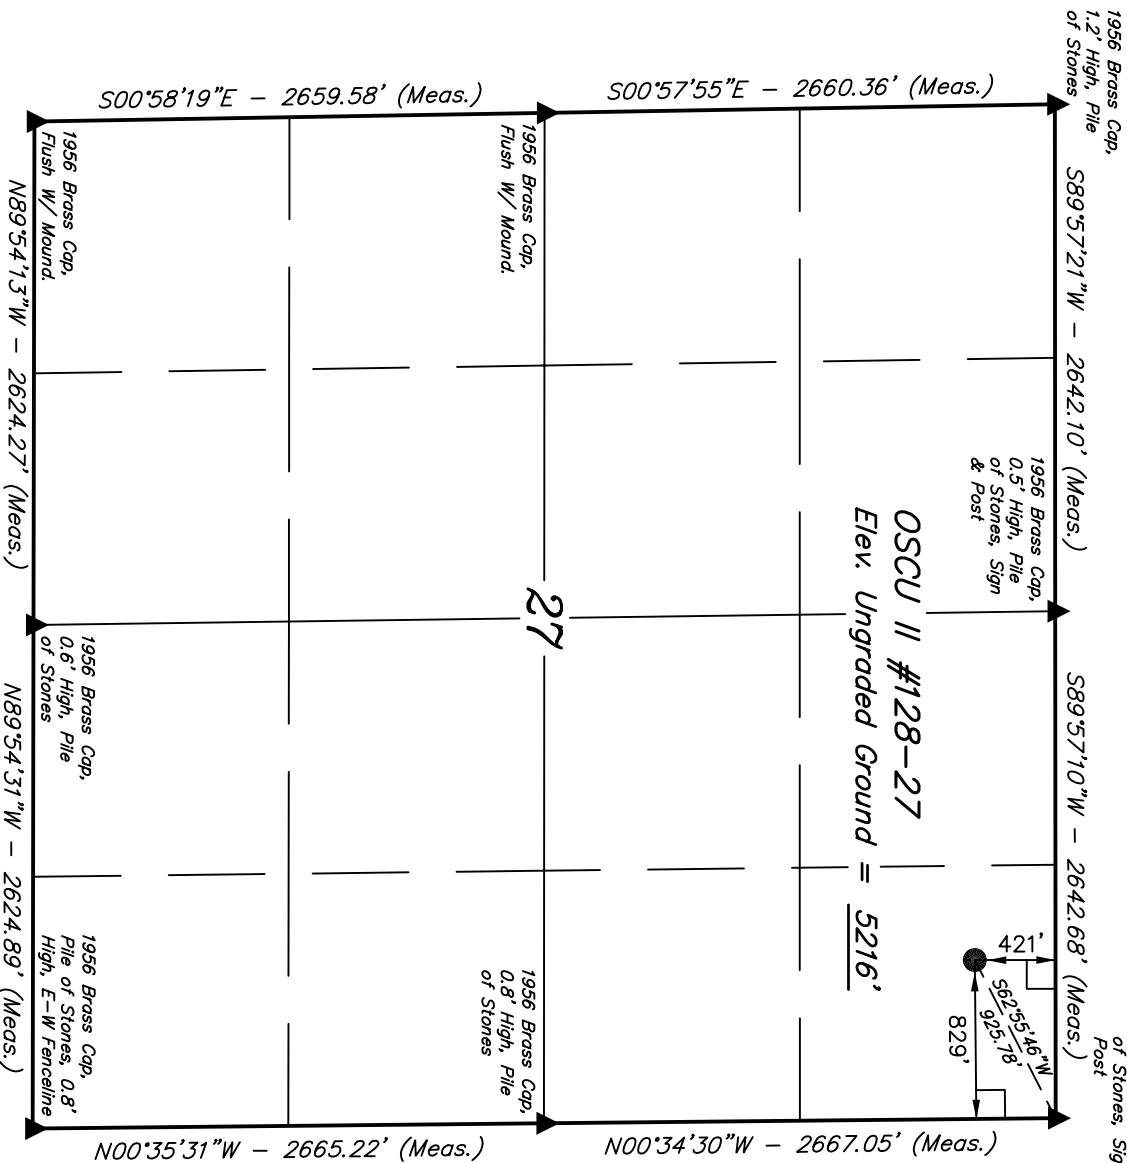 1956 Brass Cap,
1.2' High, Pile
of Stones
S89°57'21"W - 2642.10' (Meas.)
S89°57'10"W - 2642.68' (Meas.)
of Stones, Sig
Post
S00°57'55"E - 2660.36' (Meas.)
S00°58'19"E - 2659.58' (Meas.)
1956 Brass Cap,
0.5' High, Pile
of Stones, Sign
& Post
421'
S62°55'46"W
925.78'
829'
OSCU II #128-27
Elev. Ungraded Ground = 5216'
N00°34'30"W - 2667.05' (Meas.)
1956 Brass Cap,
Flush W/ Mound.
27
1956 Brass Cap,
0.8' High, Pile
of Stones
N00°35'31"W - 2665.22' (Meas.)
1956 Brass Cap,
Flush W/ Mound.
1956 Brass Cap,
0.6' High, Pile
of Stones
1956 Brass Cap,
Pile of Stones, 0.8'
High, E-W Fenceline
N89°54'13"W - 2624.27' (Meas.)
N89°54'31"W - 2624.89' (Meas.)